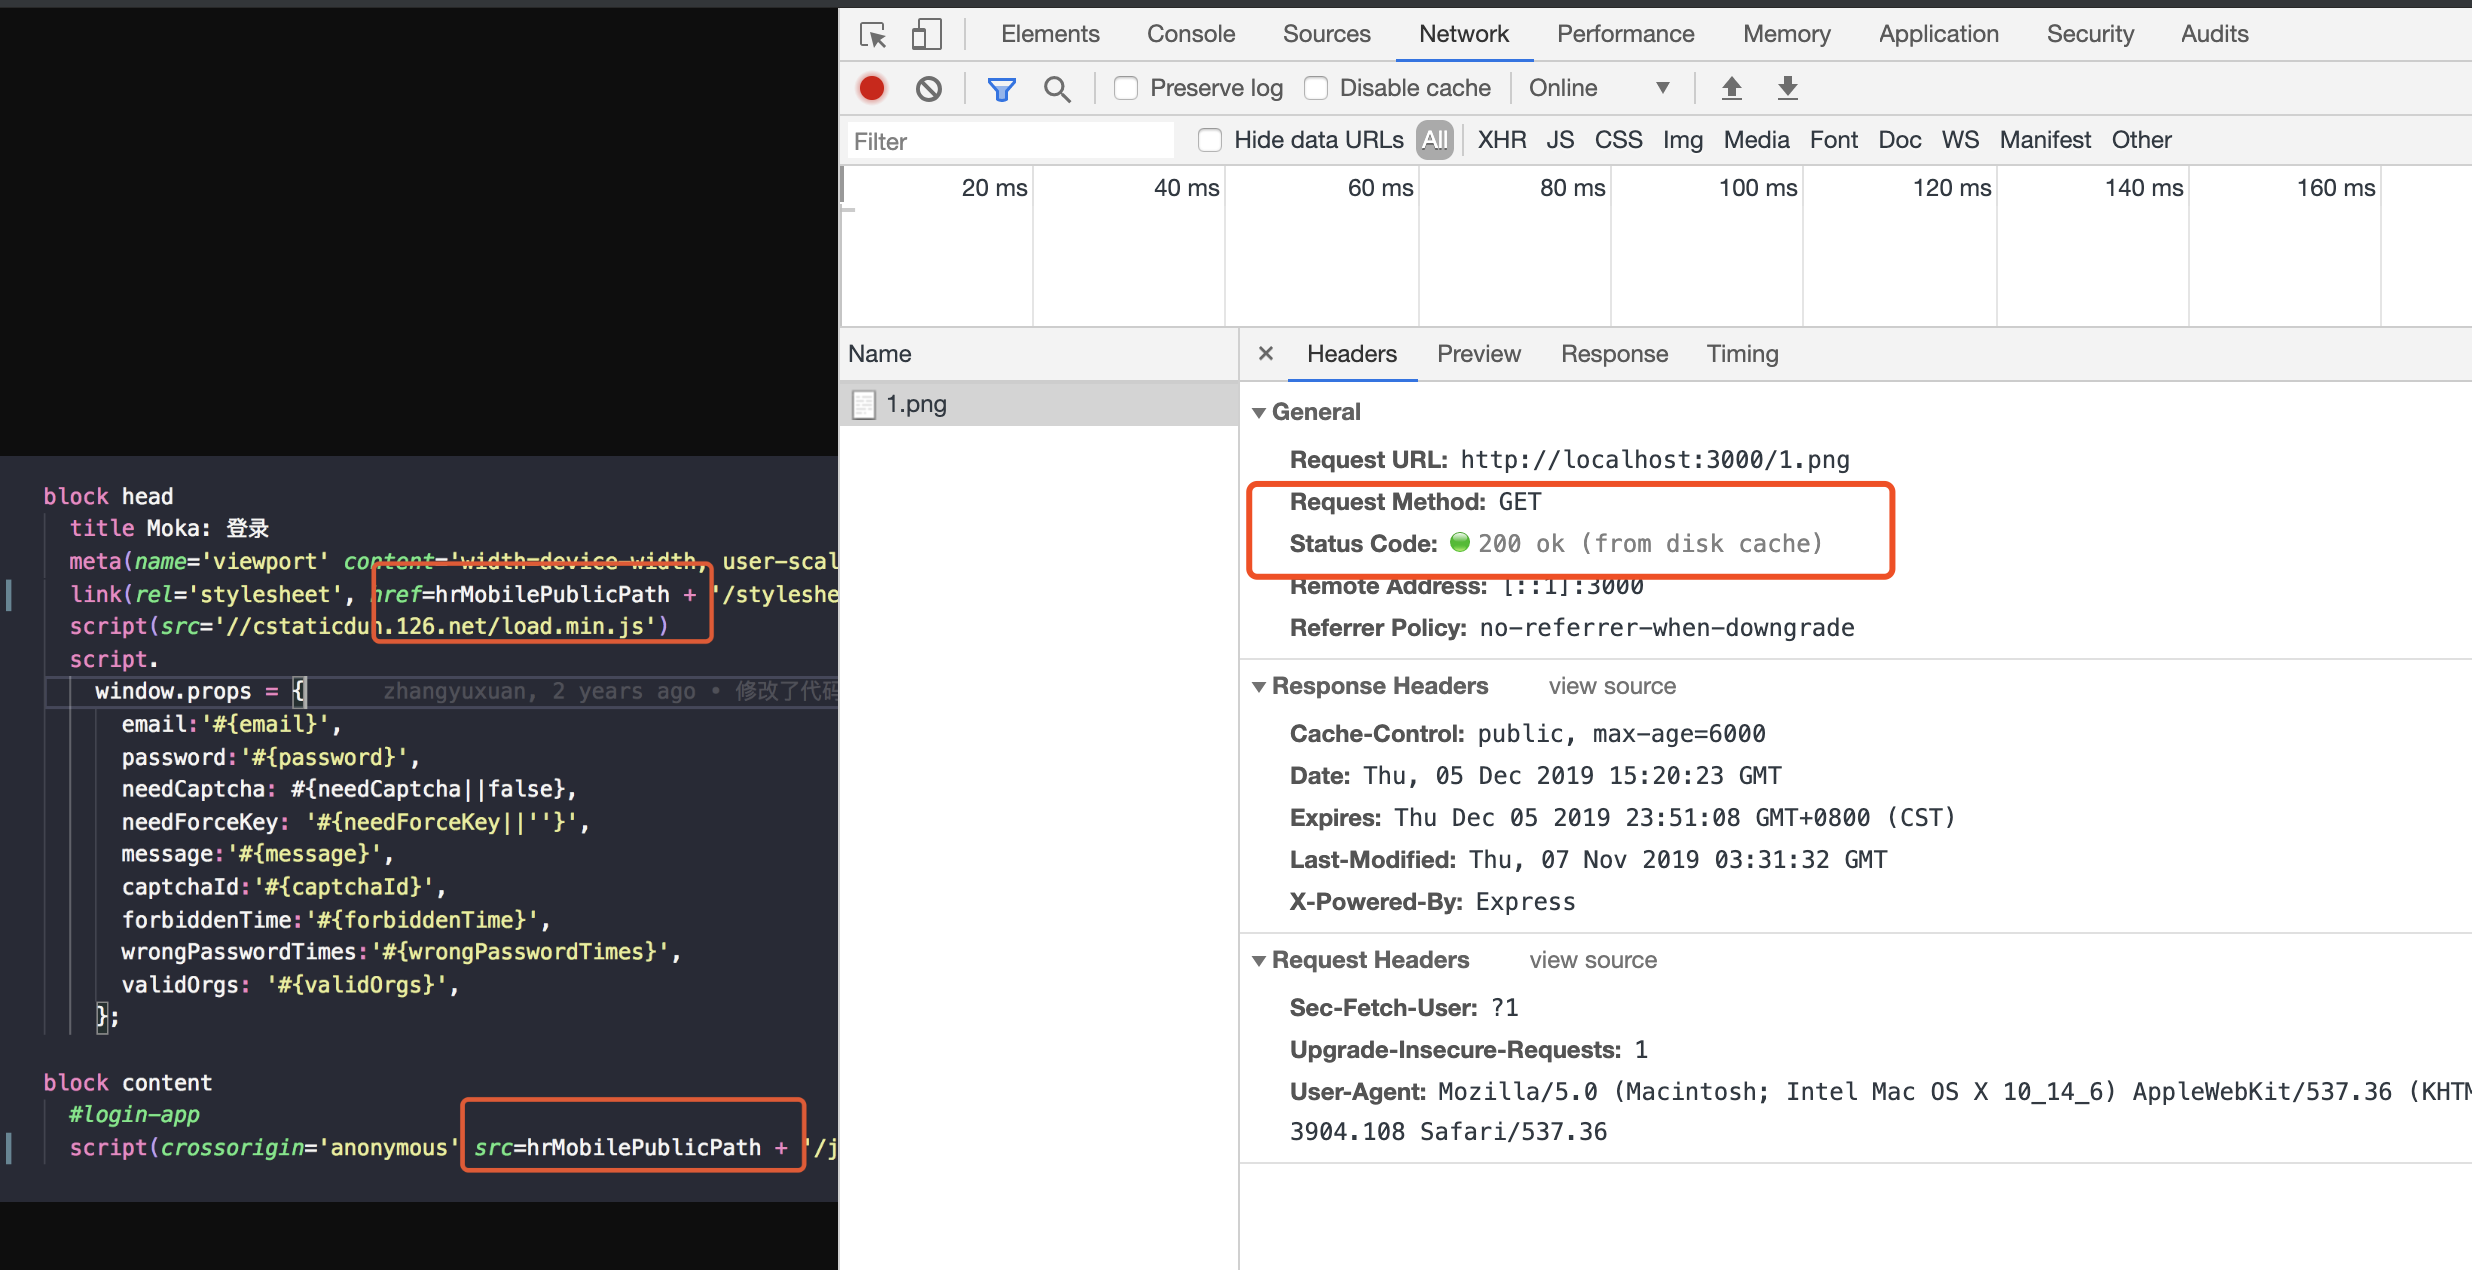 block head
title Moka: 登录
meta(name='viewport' content='width=device-width, user-scal
link(rel='stylesheet', href=hrMobilePublicPath + '/styleshe
script(src='//cstaticdun.126.net/load.min.js')
script.
window.props = {
zhangyuxuan, 2 years ago • 修改了代码
email:'#{email}',
password:'#{password}',
needCaptcha: #{needCaptcha||false},
needForceKey: '#{needForceKey||''}',
message:'#{message}',
captchaId:'#{captchaId}',
forbiddenTime:'#{forbiddenTime}',
wrongPasswordTimes:'#{wrongPasswordTimes}',
validOrgs: '#{validOrgs}',
};
block content
#login-app
script(crossorigin='anonymous' src=hrMobilePublicPath + '/j
Elements Console Sources Network Performance Memory Application Security Audits
Preserve log Disable cache Online
Filter Hide data URLs All XHR JS CSS Img Media Font Doc WS Manifest Other
20 ms 40 ms 60 ms 80 ms 100 ms 120 ms 140 ms 160 ms
Name
1.png
× Headers Preview Response Timing
General
Request URL: http://localhost:3000/1.png
Request Method: GET
Status Code: 200 ok (from disk cache)
Remote Address: [::1]:3000
Referrer Policy: no-referrer-when-downgrade
Response Headers view source
Cache-Control: public, max-age=6000
Date: Thu, 05 Dec 2019 15:20:23 GMT
Expires: Thu Dec 05 2019 23:51:08 GMT+0800 (CST)
Last-Modified: Thu, 07 Nov 2019 03:31:32 GMT
X-Powered-By: Express
Request Headers view source
Sec-Fetch-User: ?1
Upgrade-Insecure-Requests: 1
User-Agent: Mozilla/5.0 (Macintosh; Intel Mac OS X 10_14_6) AppleWebKit/537.36 (KHTM
3904.108 Safari/537.36